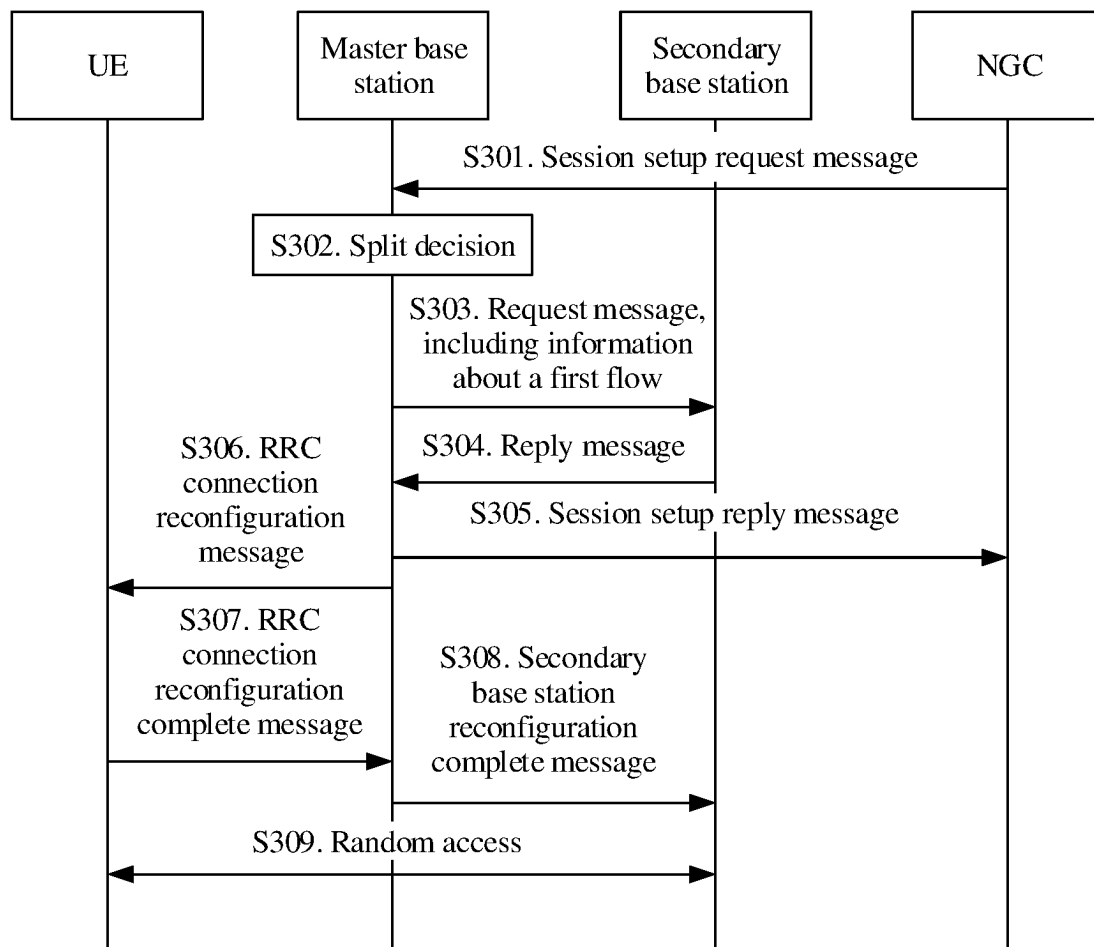 UE
Master base
station
Secondary
base station
NGC
S301. Session setup request message
S302. Split decision
S303. Request message,
including information
about a first flow
S304. Reply message
S305. Session setup reply message
S306. RRC
connection
reconfiguration
message
S307. RRC
connection
reconfiguration
complete message
S308. Secondary
base station
reconfiguration
complete message
S309. Random access